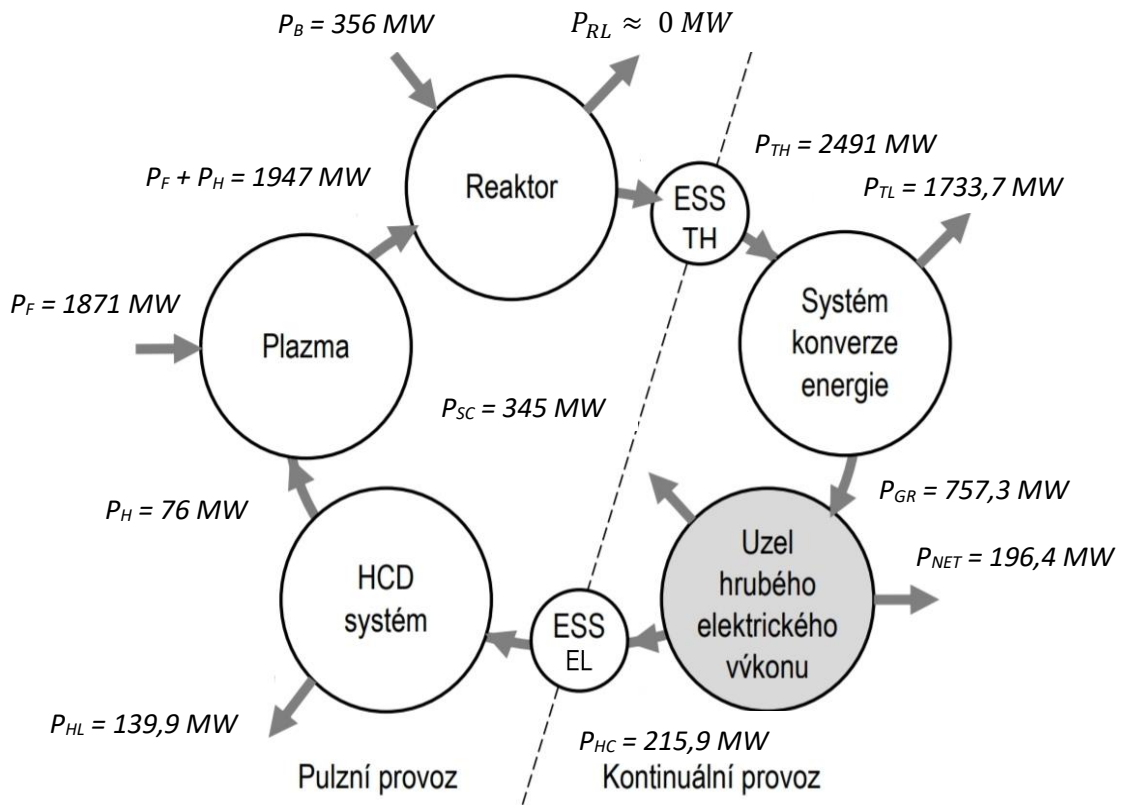 P_B = 356 MW
P_RL ≈ 0 MW
P_TH = 2491 MW
P_F + P_H = 1947 MW
Reaktor
ESS
TH
P_TL = 1733,7 MW
P_F = 1871 MW
Plazma
Systém
konverze
energie
P_SC = 345 MW
P_H = 76 MW
P_GR = 757,3 MW
HCD
systém
ESS
EL
Uzel
hrubého
elektrického
výkonu
P_NET = 196,4 MW
P_HL = 139,9 MW
P_HC = 215,9 MW
Pulzní provoz
Kontinuální provoz